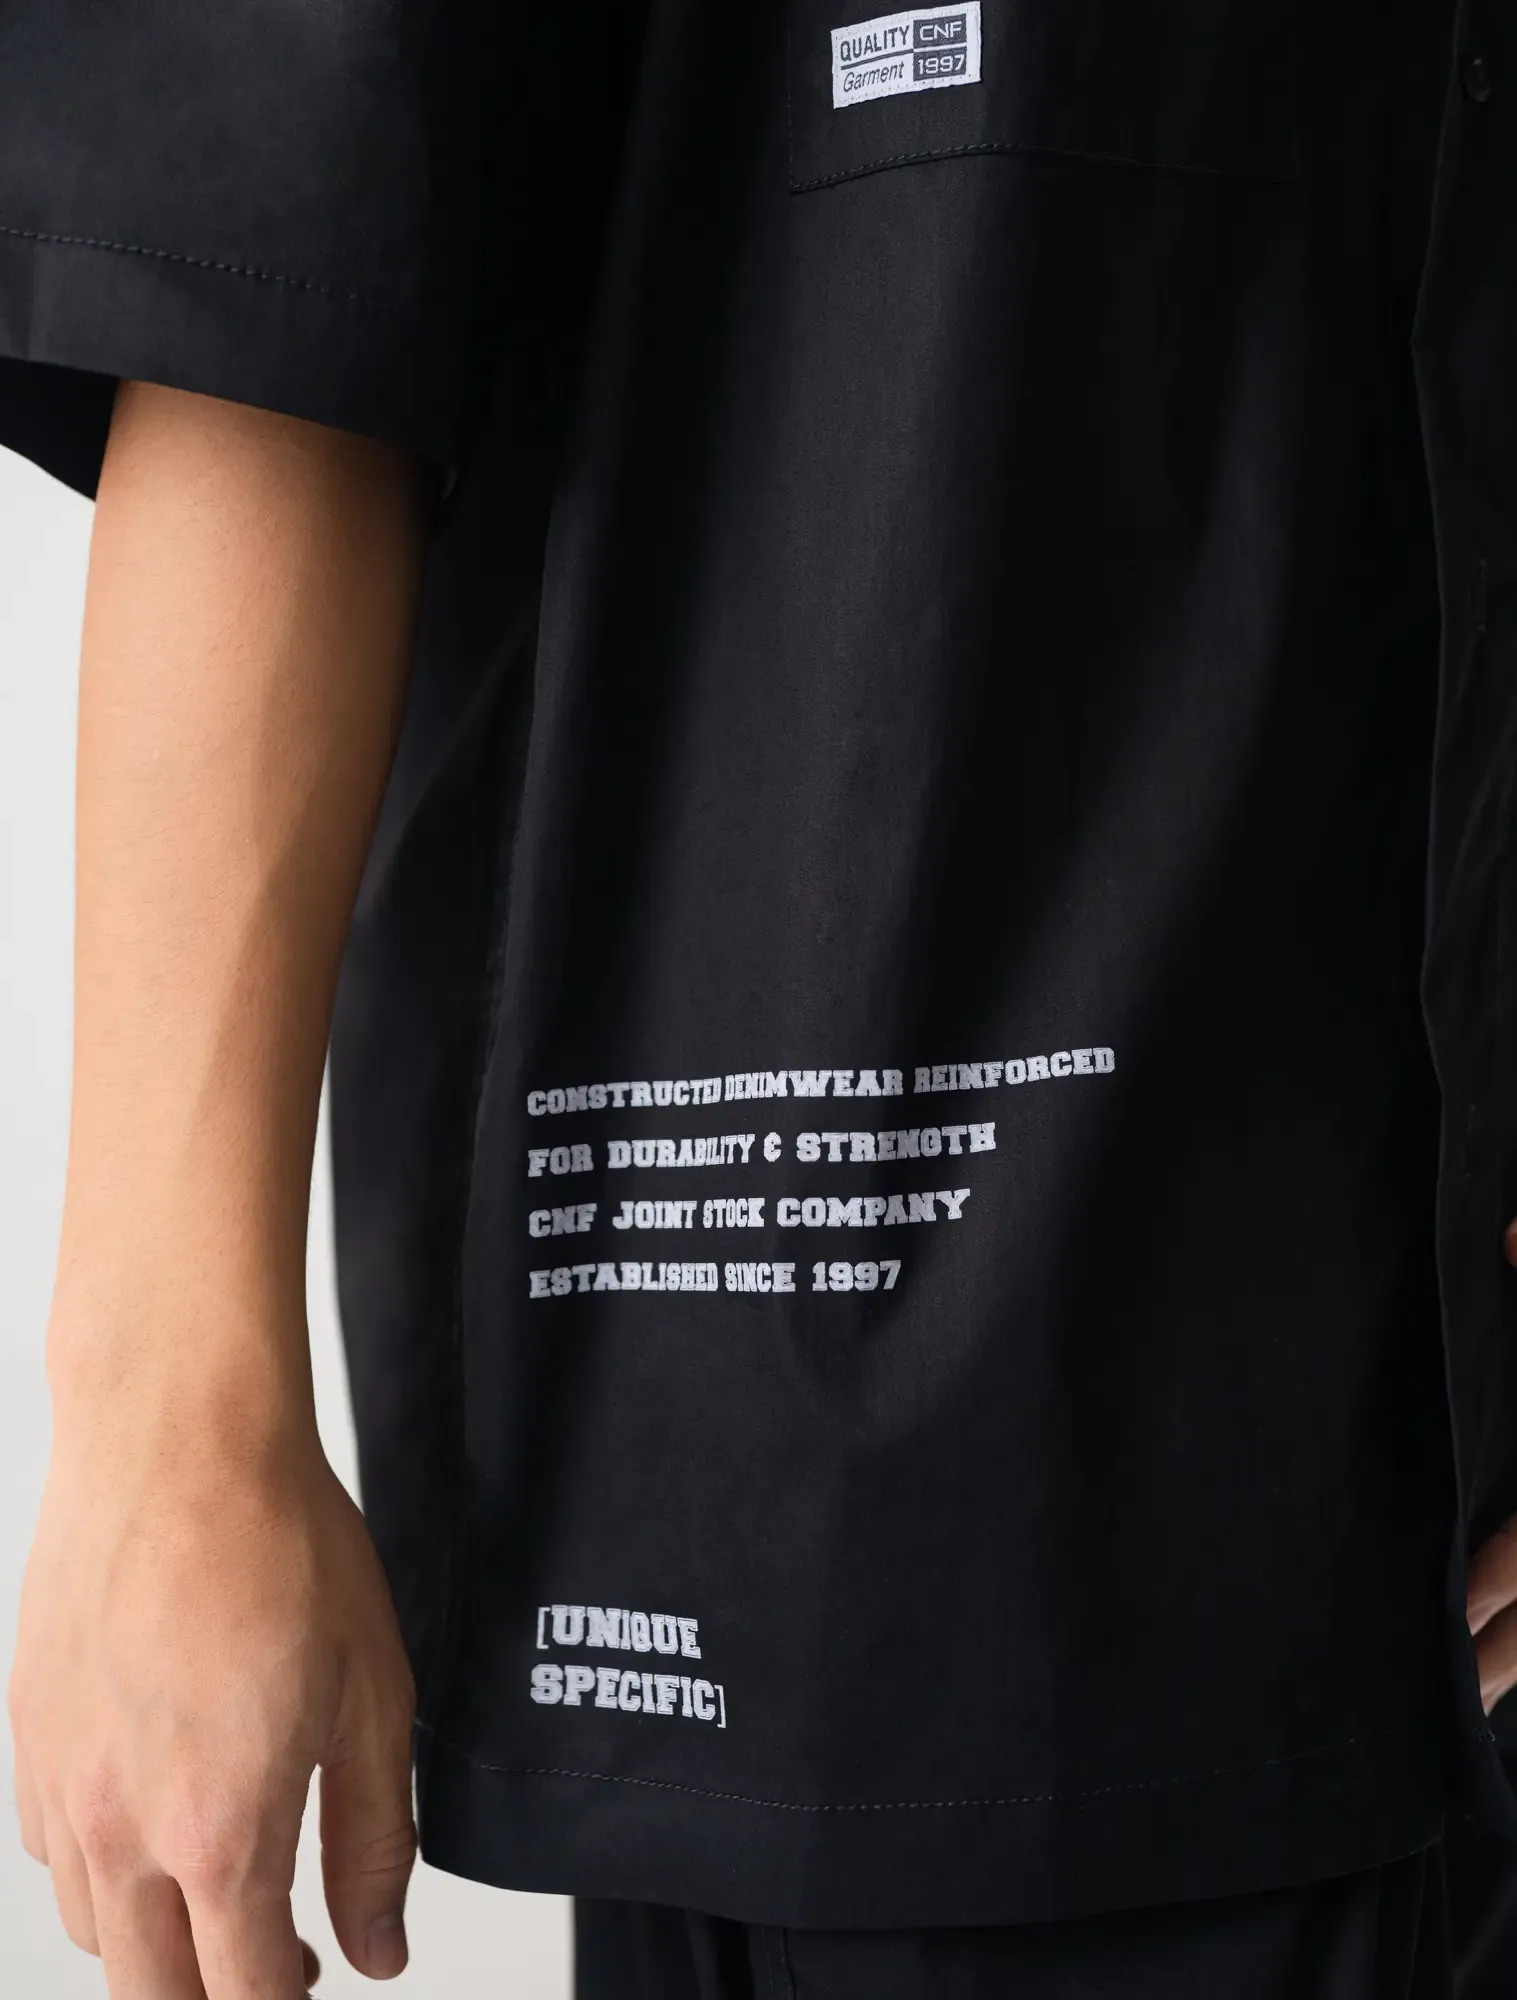 QUALITY CNF
Garment 1997
CONSTRUCTED DENIMWEAR REINFORCED
FOR DURABILITY & STRENGTH
CNF JOINT STOCK COMPANY
ESTABLISHED SINCE 1997
[UNIQUE
SPECIFIC]